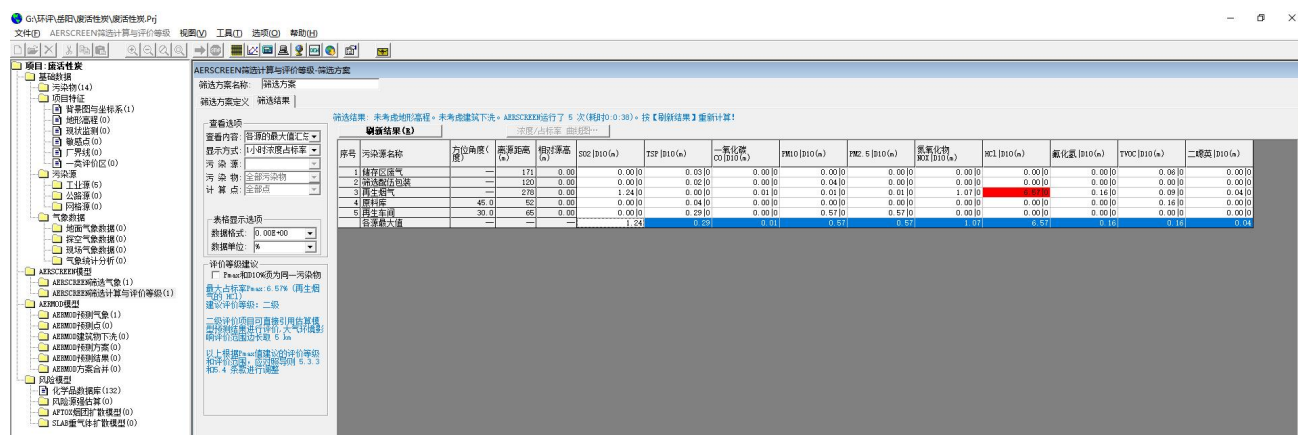 G:\环评\岳阳\废活性炭\废活性炭.Prj
文件(F) AERSCREEN筛选计算与评价等级 视图(V) 工具(T) 选项(O) 帮助(H)
项目:废活性炭
基础数据
污染物(14)
项目特征
背景图与坐标系(1)
地形高程(0)
现状监测(0)
敏感点(0)
厂界线(0)
一类评价区(0)
污染源
工业源(5)
公路源(0)
网格源(0)
气象数据
地面气象数据(0)
探空气象数据(0)
现场气象数据(0)
气象统计分析(0)
AERSCREEN模型
AERSCREEN筛选气象(1)
AERSCREEN筛选计算与评价等级(1)
AERMOD模型
AERMOD预测气象(1)
AERMOD预测点(0)
AERMOD建筑物下洗(0)
AERMOD预测方案(0)
AERMOD预测结果(0)
AERMOD方案合并(0)
风险模型
化学品数据库(132)
风险源强估算(0)
AFTOX烟团扩散模型(0)
SLAB重气体扩散模型(0)
AERSCREEN筛选计算与评价等级-筛选方案
筛选方案名称: 筛选方案
筛选方案定义 筛选结果
查看选项
查看内容: 各源的最大值汇总
显示方式: 1小时浓度占标率
污 染 源:
污 染 物: 全部污染物
计 算 点: 全部点
表格显示选项
数据格式: 0.00E+00
数据单位: %
评价等级建议
Pmax和D10%须为同一污染物
最大占标率Pmax:6.57% (再生烟
气的 HCl)
建议评价等级: 二级
二级评价项目可直接引用估算模
型预测结果进行评价,大气环境影
响评价范围边长取 5 km
以上根据Pmax值建议的评价等级
和评价范围,应对照导则 5.3.3
和5.4 条款进行调整
筛选结果: 未考虑地形高程。未考虑建筑下洗。AERSCREEN运行了 5 次(耗时0:0:38)。按【刷新结果】重新计算!
刷新结果(R) 浓度/占标率 曲线图…
序号 污染源名称 方位角度(度) 离源距离(m) 相对源高(m) SO2|D10(m) TSP|D10(m) 一氧化碳CO|D10(m) PM10|D10(m) PM2.5|D10(m) 氮氧化物NOX|D10(m) HCl|D10(m) 氟化氢|D10(m) TVOC|D10(m) 二噁英|D10(m)
1 储存区废气 — 171 0.00 0.00|0 0.03|0 0.00|0 0.00|0 0.00|0 0.00|0 0.00|0 0.00|0 0.06|0 0.00|0
2 筛选配伍包装 — 120 0.00 0.00|0 0.02|0 0.00|0 0.04|0 0.00|0 0.00|0 0.00|0 0.00|0 0.00|0 0.00|0
3 再生烟气 — 278 0.00 1.24|0 0.00|0 0.01|0 0.01|0 0.01|0 1.07|0 6.57|0 0.16|0 0.09|0 0.04|0
4 原料库 45.0 52 0.00 0.00|0 0.04|0 0.00|0 0.00|0 0.00|0 0.00|0 0.00|0 0.00|0 0.16|0 0.00|0
5 再生车间 30.0 65 0.00 0.00|0 0.29|0 0.00|0 0.57|0 0.57|0 0.00|0 0.00|0 0.00|0 0.00|0 0.00|0
各源最大值 — — — 1.24 0.29 0.01 0.57 0.57 1.07 6.57 0.16 0.16 0.04